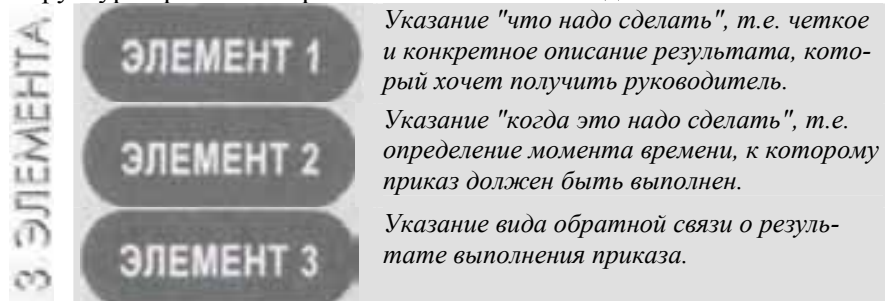 3. ЭЛЕМЕНТА
ЭЛЕМЕНТ 1
Указание "что надо сделать", т.е. четкое
и конкретное описание результата, кото-
рый хочет получить руководитель.
ЭЛЕМЕНТ 2
Указание "когда это надо сделать", т.е.
определение момента времени, к которому
приказ должен быть выполнен.
ЭЛЕМЕНТ 3
Указание вида обратной связи о резуль-
тате выполнения приказа.